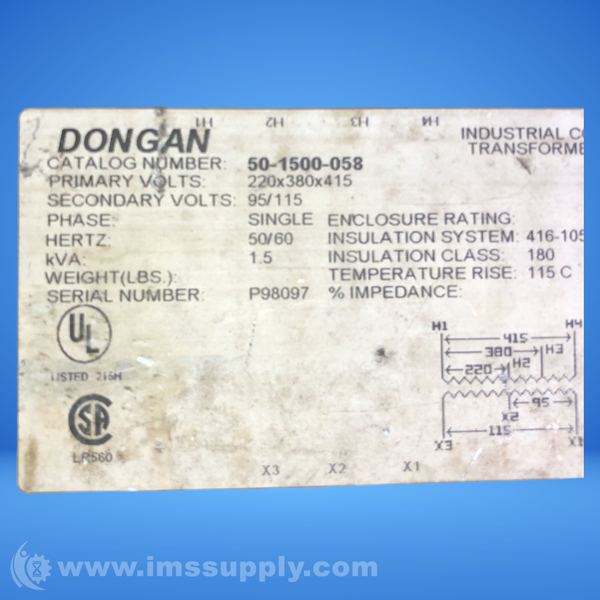 H1 H2 H3 H4
DONGAN
INDUSTRIAL CO
TRANSFORME
CATALOG NUMBER: 50-1500-058
PRIMARY VOLTS: 220x380x415
SECONDARY VOLTS: 95/115
PHASE: SINGLE ENCLOSURE RATING:
HERTZ: 50/60 INSULATION SYSTEM: 416-105
kVA: 1.5 INSULATION CLASS: 180
WEIGHT(LBS.): TEMPERATURE RISE: 115 C
SERIAL NUMBER: P98097 % IMPEDANCE:
UL
LISTED 216H
H1 H4
415
380 H3
220 H2
X2 95
115
X3 X1
SA
LR560
X3 X2 X1
www.imssupply.com